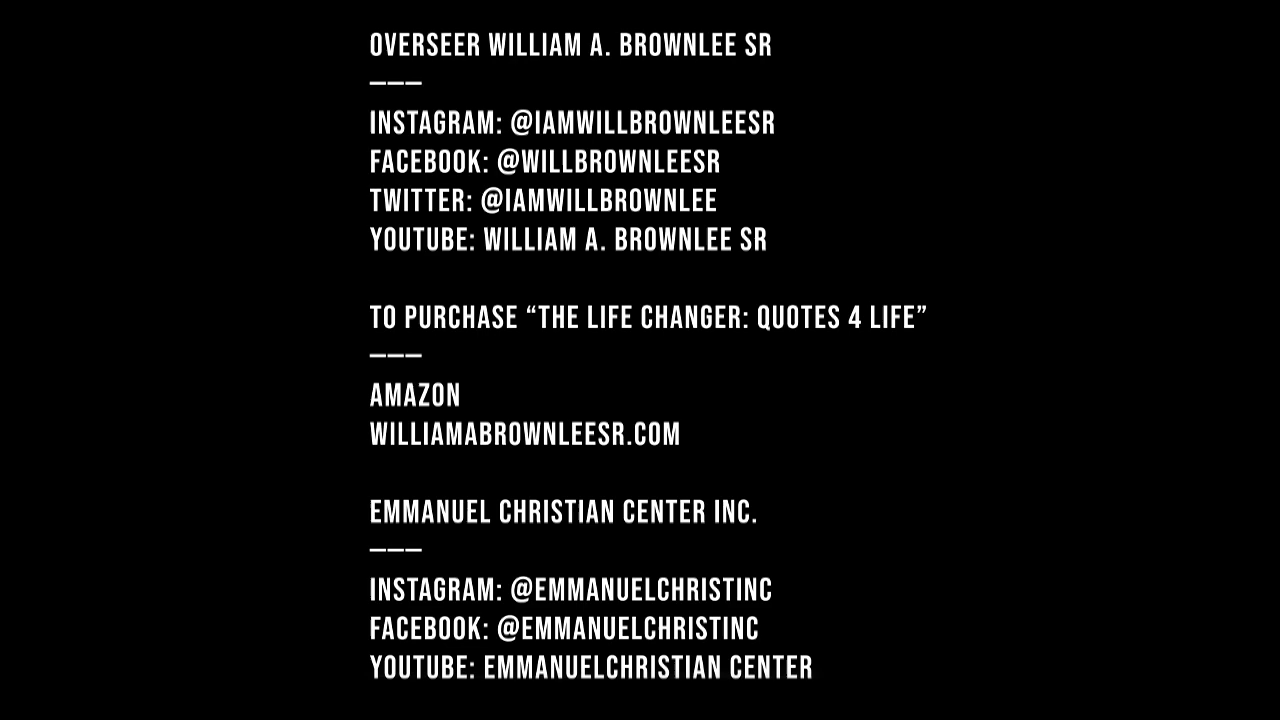 OVERSEER WILLIAM A. BROWNLEE SR
———
INSTAGRAM: @IAMWILLBROWNLEESR
FACEBOOK: @WILLBROWNLEESR
TWITTER: @IAMWILLBROWNLEE
YOUTUBE: WILLIAM A. BROWNLEE SR
TO PURCHASE “THE LIFE CHANGER: QUOTES 4 LIFE”
———
AMAZON
WILLIAMABROWNLEESR.COM
EMMANUEL CHRISTIAN CENTER INC.
———
INSTAGRAM: @EMMANUELCHRISTINC
FACEBOOK: @EMMANUELCHRISTINC
YOUTUBE: EMMANUELCHRISTIAN CENTER